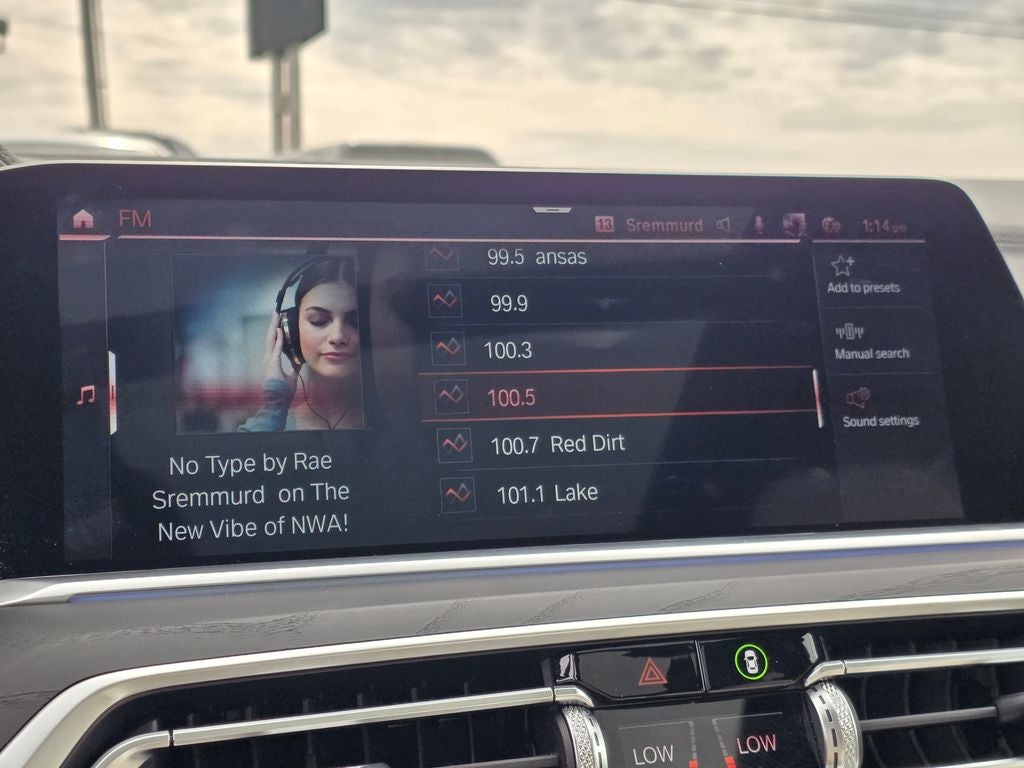 FM
13 Sremmurd 1:14 pm
99.5 ansas
99.9
100.3
100.5
100.7 Red Dirt
101.1 Lake
No Type by Rae
Sremmurd on The
New Vibe of NWA!
Add to presets
Manual search
Sound settings
LOW
LOW